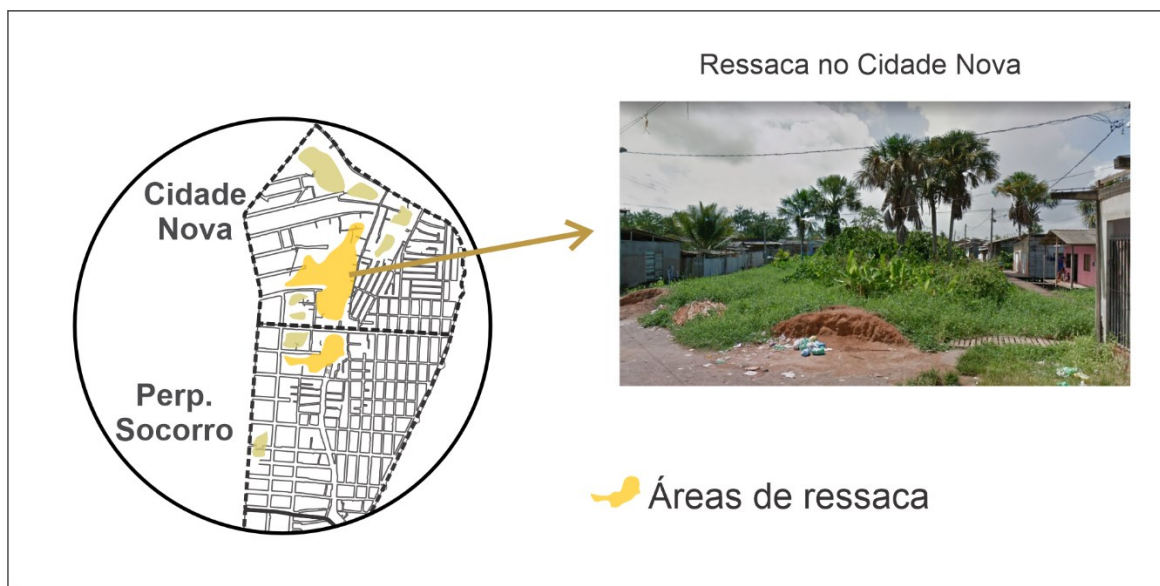 Ressaca no Cidade Nova
Cidade
Nova
Perp.
Socorro
Áreas de ressaca